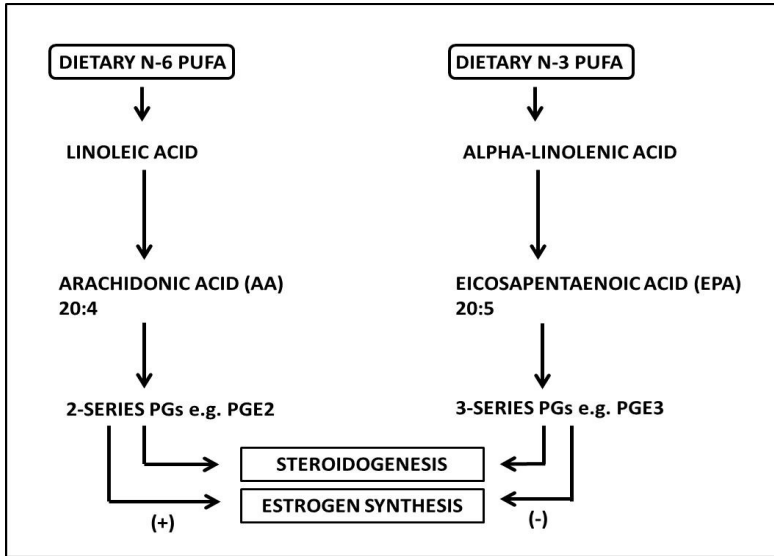 DIETARY N-6 PUFA
DIETARY N-3 PUFA
LINOLEIC ACID
ALPHA-LINOLENIC ACID
ARACHIDONIC ACID (AA)
20:4
EICOSAPENTAENOIC ACID (EPA)
20:5
2-SERIES PGs e.g. PGE2
3-SERIES PGs e.g. PGE3
STEROIDOGENESIS
ESTROGEN SYNTHESIS
(+)
(-)